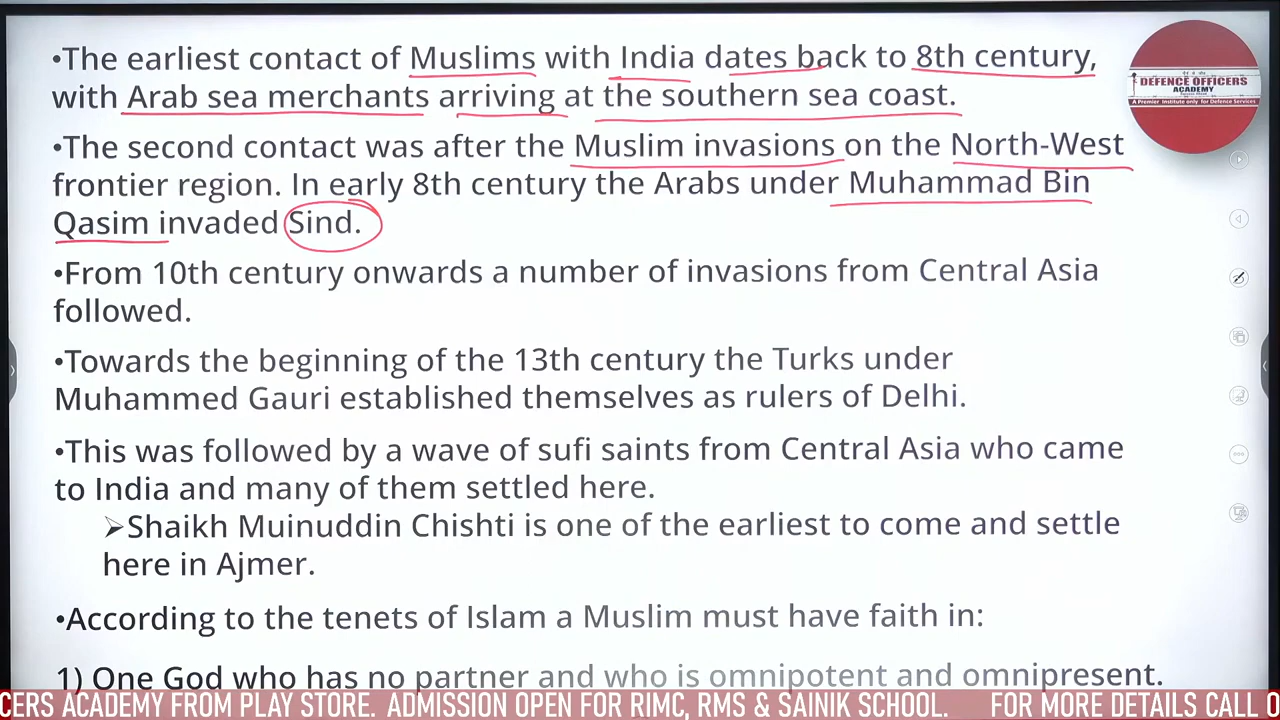 •The earliest contact of Muslims with India dates back to 8th century,
with Arab sea merchants arriving at the southern sea coast.
•The second contact was after the Muslim invasions on the North-West
frontier region. In early 8th century the Arabs under Muhammad Bin
Qasim invaded Sind.
•From 10th century onwards a number of invasions from Central Asia
followed.
•Towards the beginning of the 13th century the Turks under
Muhammed Gauri established themselves as rulers of Delhi.
•This was followed by a wave of sufi saints from Central Asia who came
to India and many of them settled here.
➢Shaikh Muinuddin Chishti is one of the earliest to come and settle
here in Ajmer.
•According to the tenets of Islam a Muslim must have faith in:
1) One God who has no partner and who is omnipotent and omnipresent.
DEFENCE OFFICERS
ACADEMY
A Premier Institute only for Defence Services
CERS ACADEMY FROM PLAY STORE. ADMISSION OPEN FOR RIMC, RMS & SAINIK SCHOOL. FOR MORE DETAILS CALL O